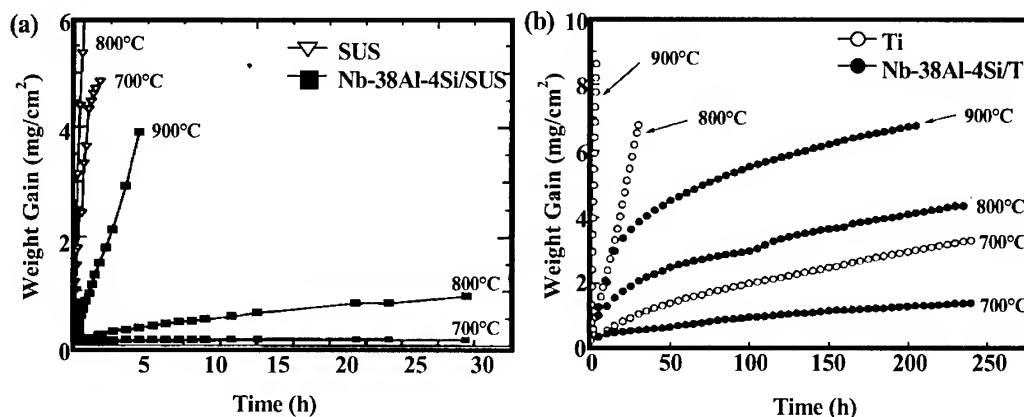 (a)
6
4
2
0
Weight Gain (mg/cm²)
800°C
700°C
900°C
SUS
Nb-38Al-4Si/SUS
800°C
700°C
5
10
15
20
25
30
Time (h)
(b)
10
8
6
4
2
0
Weight Gain (mg/cm²)
900°C
800°C
Ti
Nb-38Al-4Si/T
900°C
800°C
700°C
700°C
0
50
100
150
200
250
Time (h)